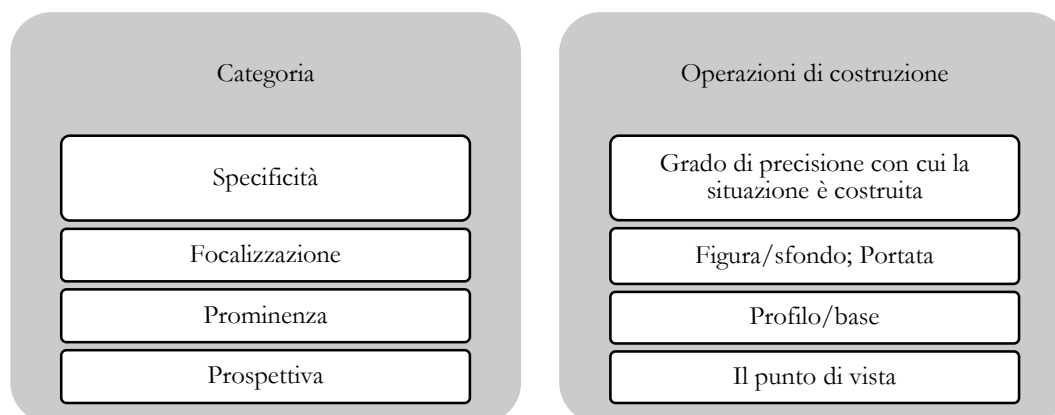 Categoria
Specificità
Focalizzazione
Prominenza
Prospettiva
Operazioni di costruzione
Grado di precisione con cui la
situazione è costruita
Figura/sfondo; Portata
Profilo/base
Il punto di vista